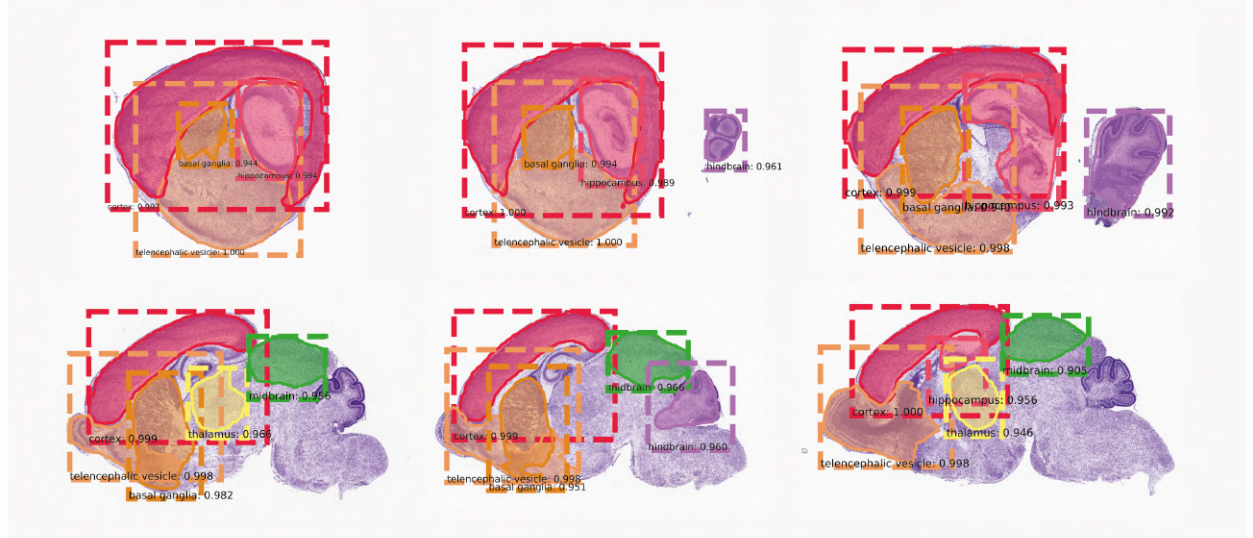 basal ganglia: 0.944
hippocampus: 0.994
cortex: 0.997
telencephalic vesicle: 1.000
basal ganglia: 0.994
hindbrain: 0.961
hippocampus: 0.989
cortex: 1.000
telencephalic vesicle: 1.000
cortex: 0.999
basal ganglia:
hippocampus: 0.993
hindbrain: 0.992
telencephalic vesicle: 0.998
midbrain: 0.956
thalamus: 0.966
cortex: 0.999
telencephalic vesicle: 0.998
basal ganglia: 0.982
midbrain: 0.966
cortex: 0.999
hindbrain: 0.960
telencephalic vesicle: 0.998
basal ganglia: 0.951
midbrain: 0.905
hippocampus: 0.956
cortex: 1.000
thalamus: 0.946
telencephalic vesicle: 0.998